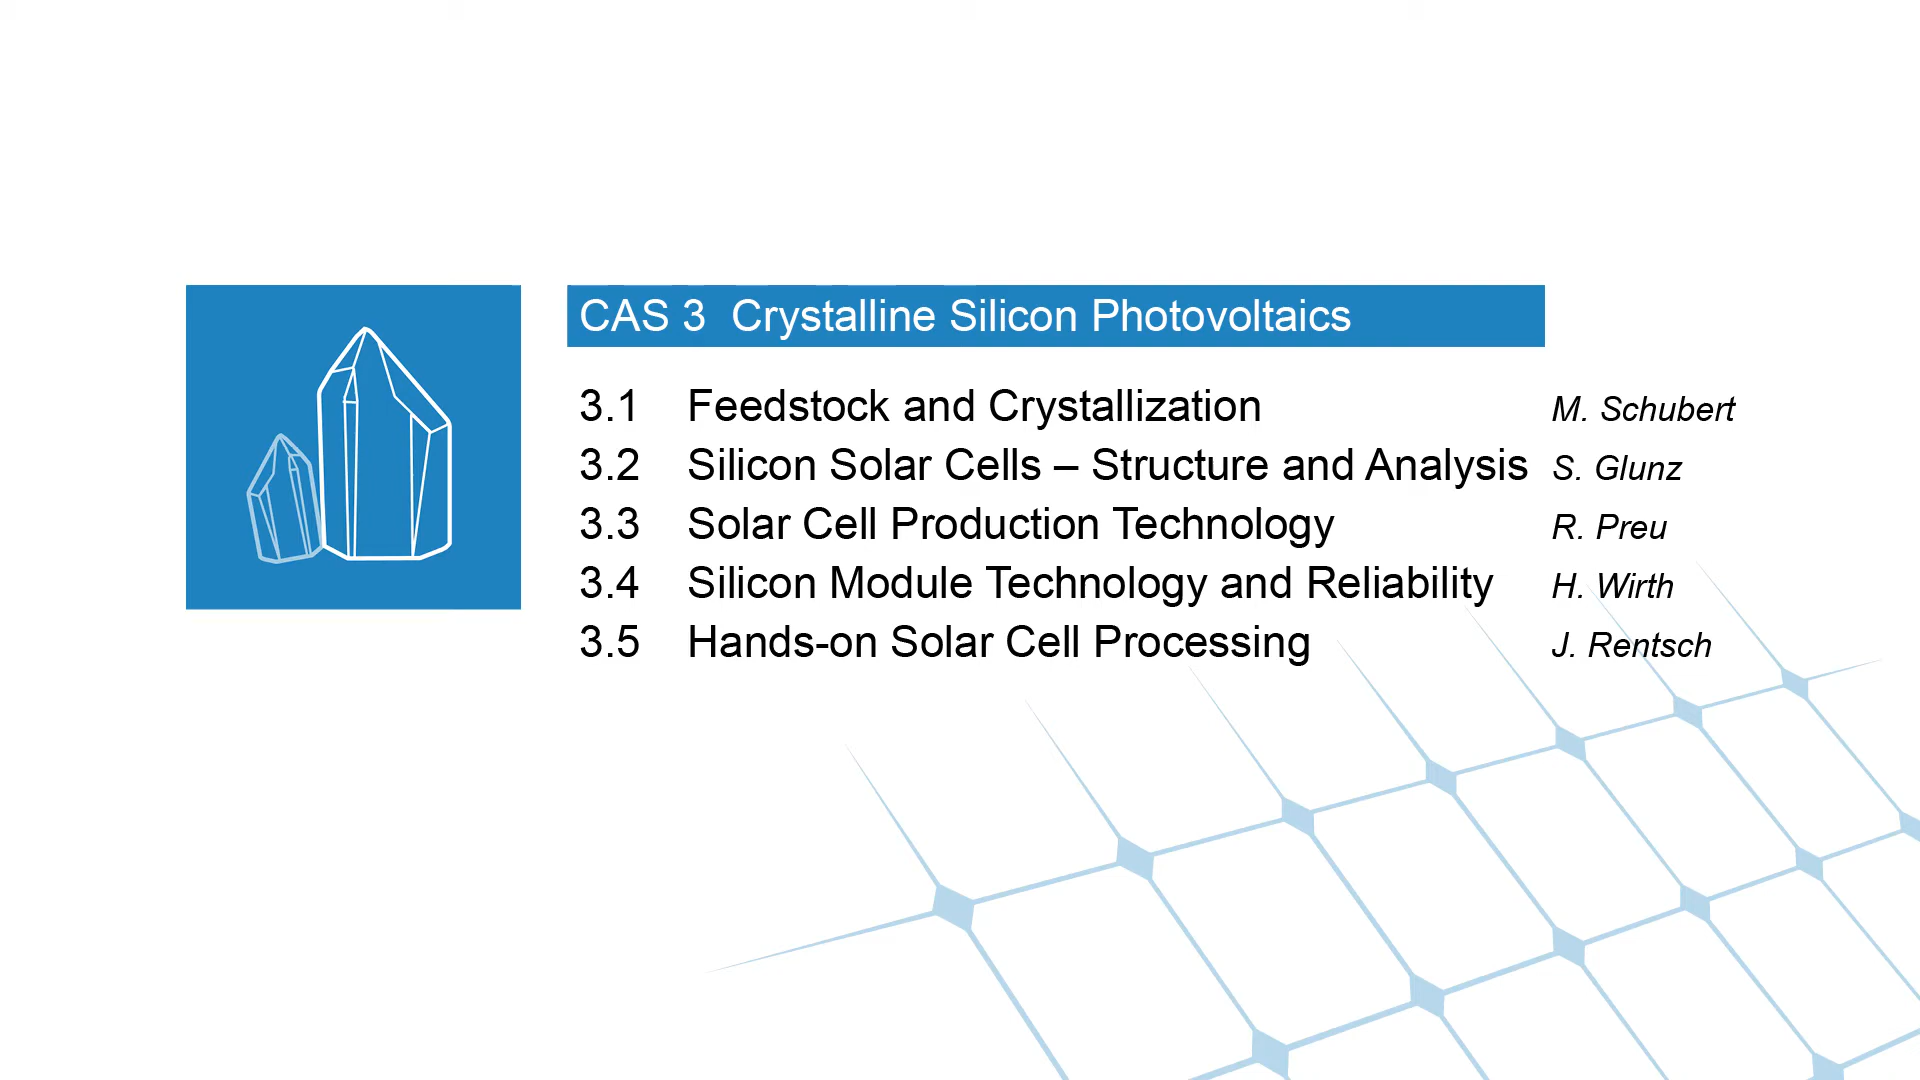 CAS 3 Crystalline Silicon Photovoltaics
3.1 Feedstock and Crystallization M. Schubert
3.2 Silicon Solar Cells – Structure and Analysis S. Glunz
3.3 Solar Cell Production Technology R. Preu
3.4 Silicon Module Technology and Reliability H. Wirth
3.5 Hands-on Solar Cell Processing J. Rentsch